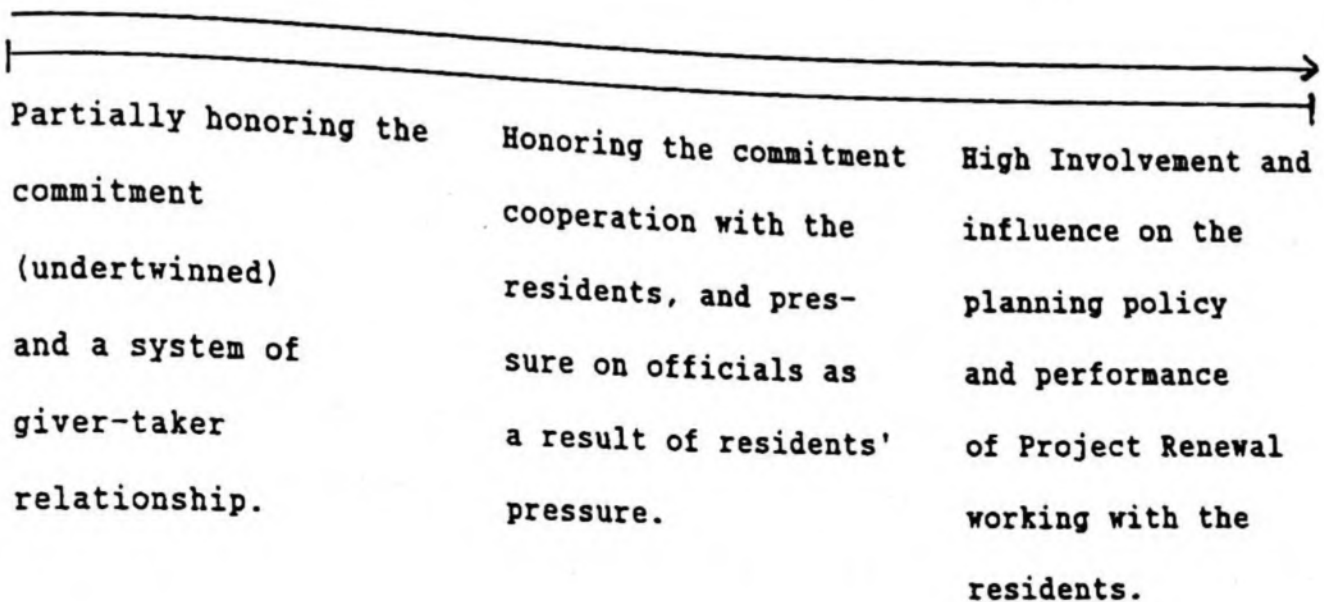 Partially honoring the
commitment
(undertwinned)
and a system of
giver-taker
relationship.
Honoring the commitment
cooperation with the
residents, and pres-
sure on officials as
a result of residents'
pressure.
High Involvement and
influence on the
planning policy
and performance
of Project Renewal
working with the
residents.